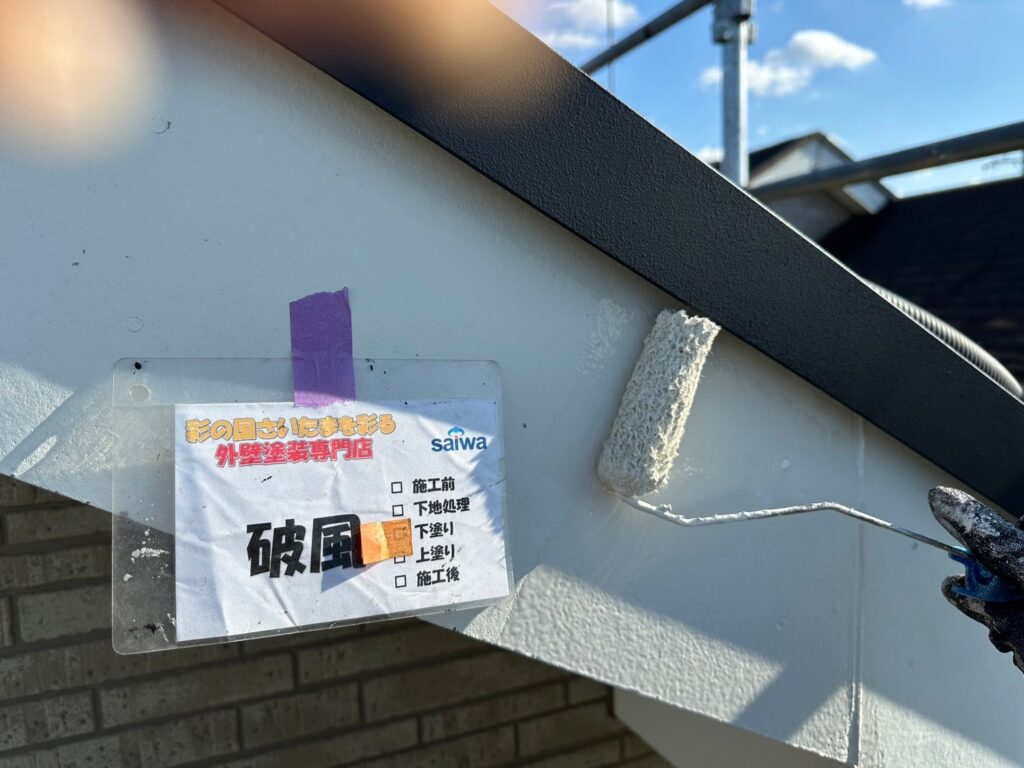 彩の国さいたまを彩る
外壁塗装専門店
saiwa
破風
□ 施工前
□ 下地処理
□ 下塗り
□ 上塗り
□ 施工後